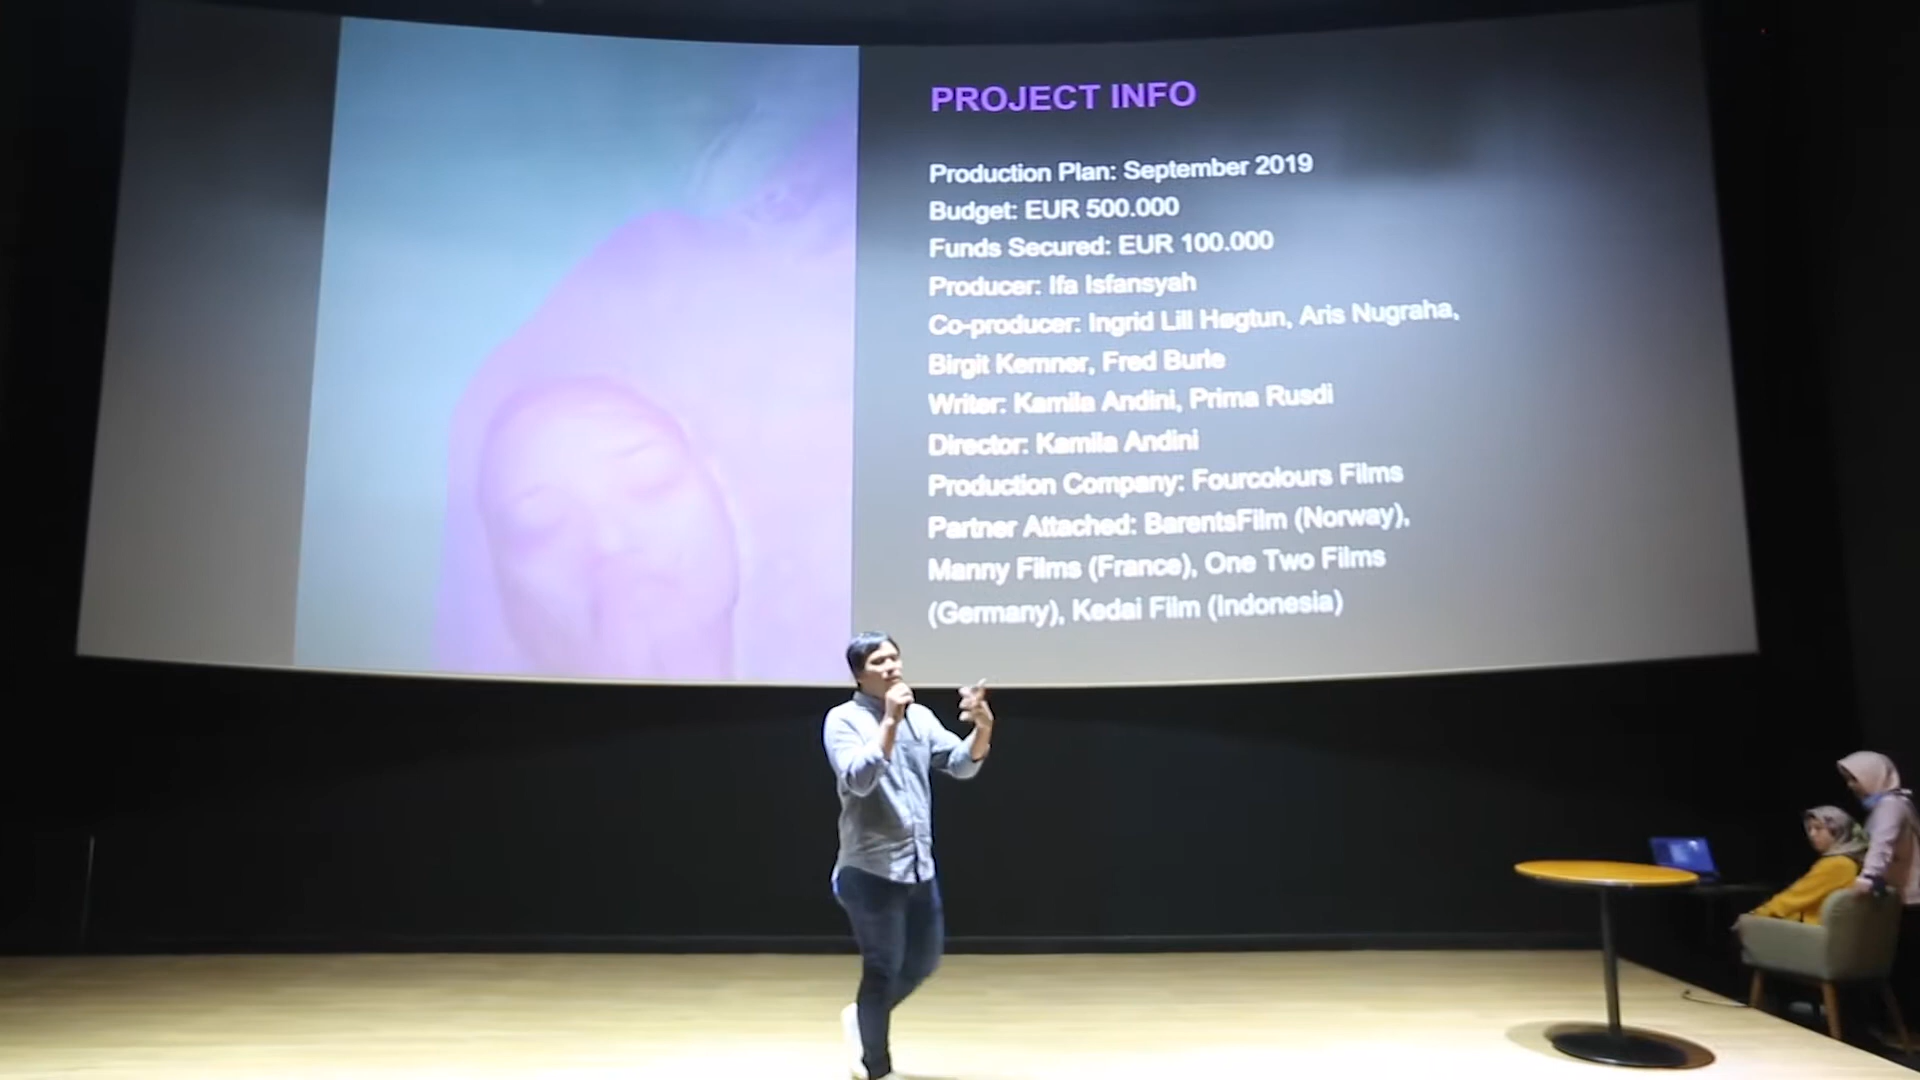 PROJECT INFO
Production Plan: September 2019
Budget: EUR 500.000
Funds Secured: EUR 100.000
Producer: Ifa Isfansyah
Co-producer: Ingrid Lill Høgtun, Aris Nugraha,
Birgit Kemner, Fred Burle
Writer: Kamila Andini, Prima Rusdi
Director: Kamila Andini
Production Company: Fourcolours Films
Partner Attached: BarentsFilm (Norway),
Manny Films (France), One Two Films
(Germany), Kedai Film (Indonesia)